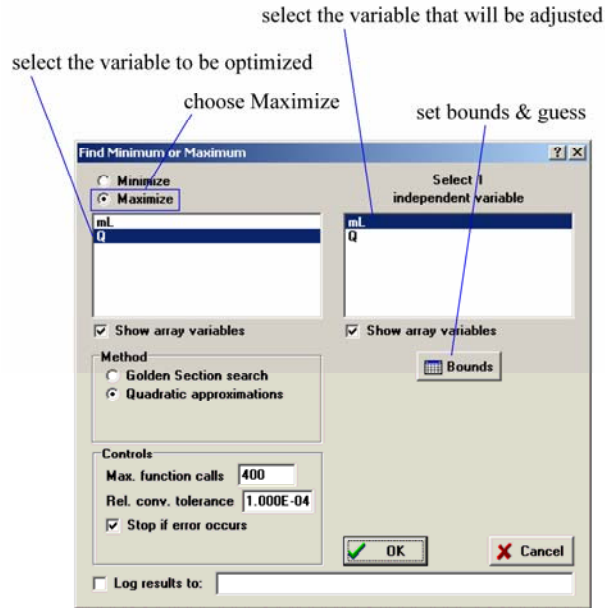 select the variable that will be adjusted
select the variable to be optimized
choose Maximize
set bounds & guess
Find Minimum or Maximum
Minimize
Maximize
Select 1
independent variable
mL
Q
mL
Q
Show array variables
Show array variables
Method
Golden Section search
Quadratic approximations
Bounds
Controls
Max. function calls 400
Rel. conv. tolerance 1.000E-04
Stop if error occurs
OK
Cancel
Log results to: